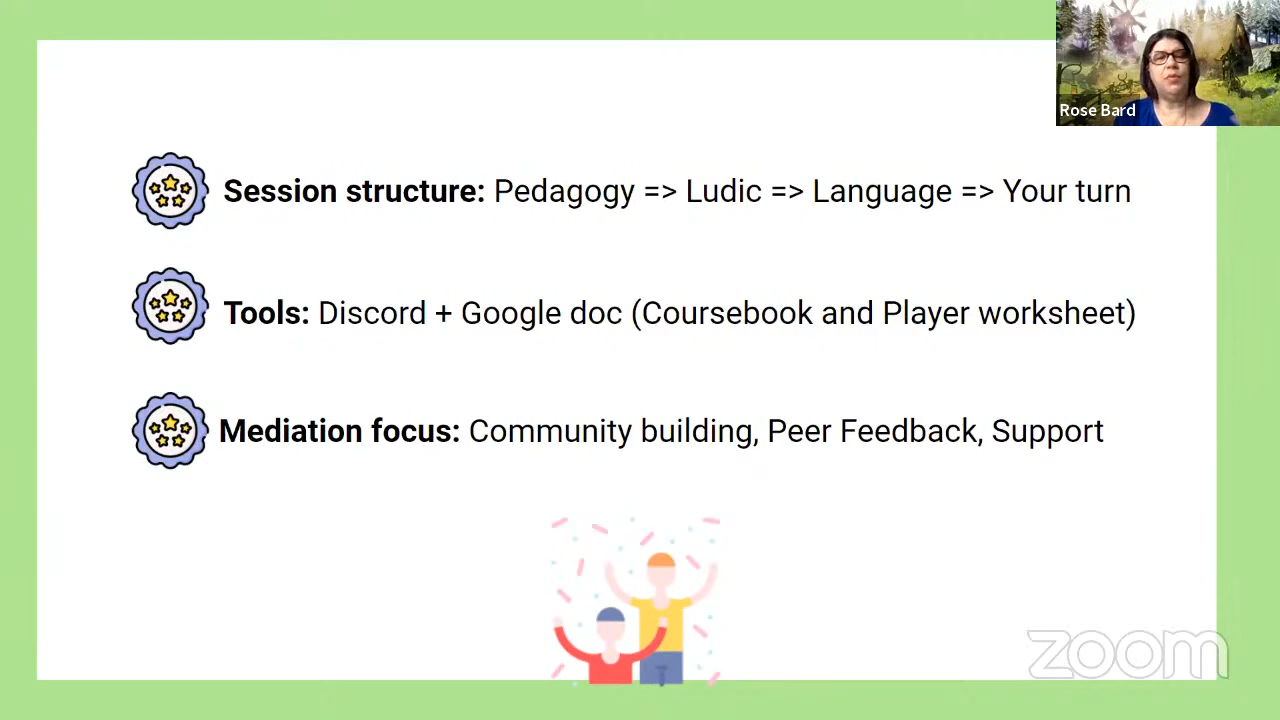 Rose Bard
Session structure: Pedagogy => Ludic => Language => Your turn
Tools: Discord + Google doc (Coursebook and Player worksheet)
Mediation focus: Community building, Peer Feedback, Support
zoom